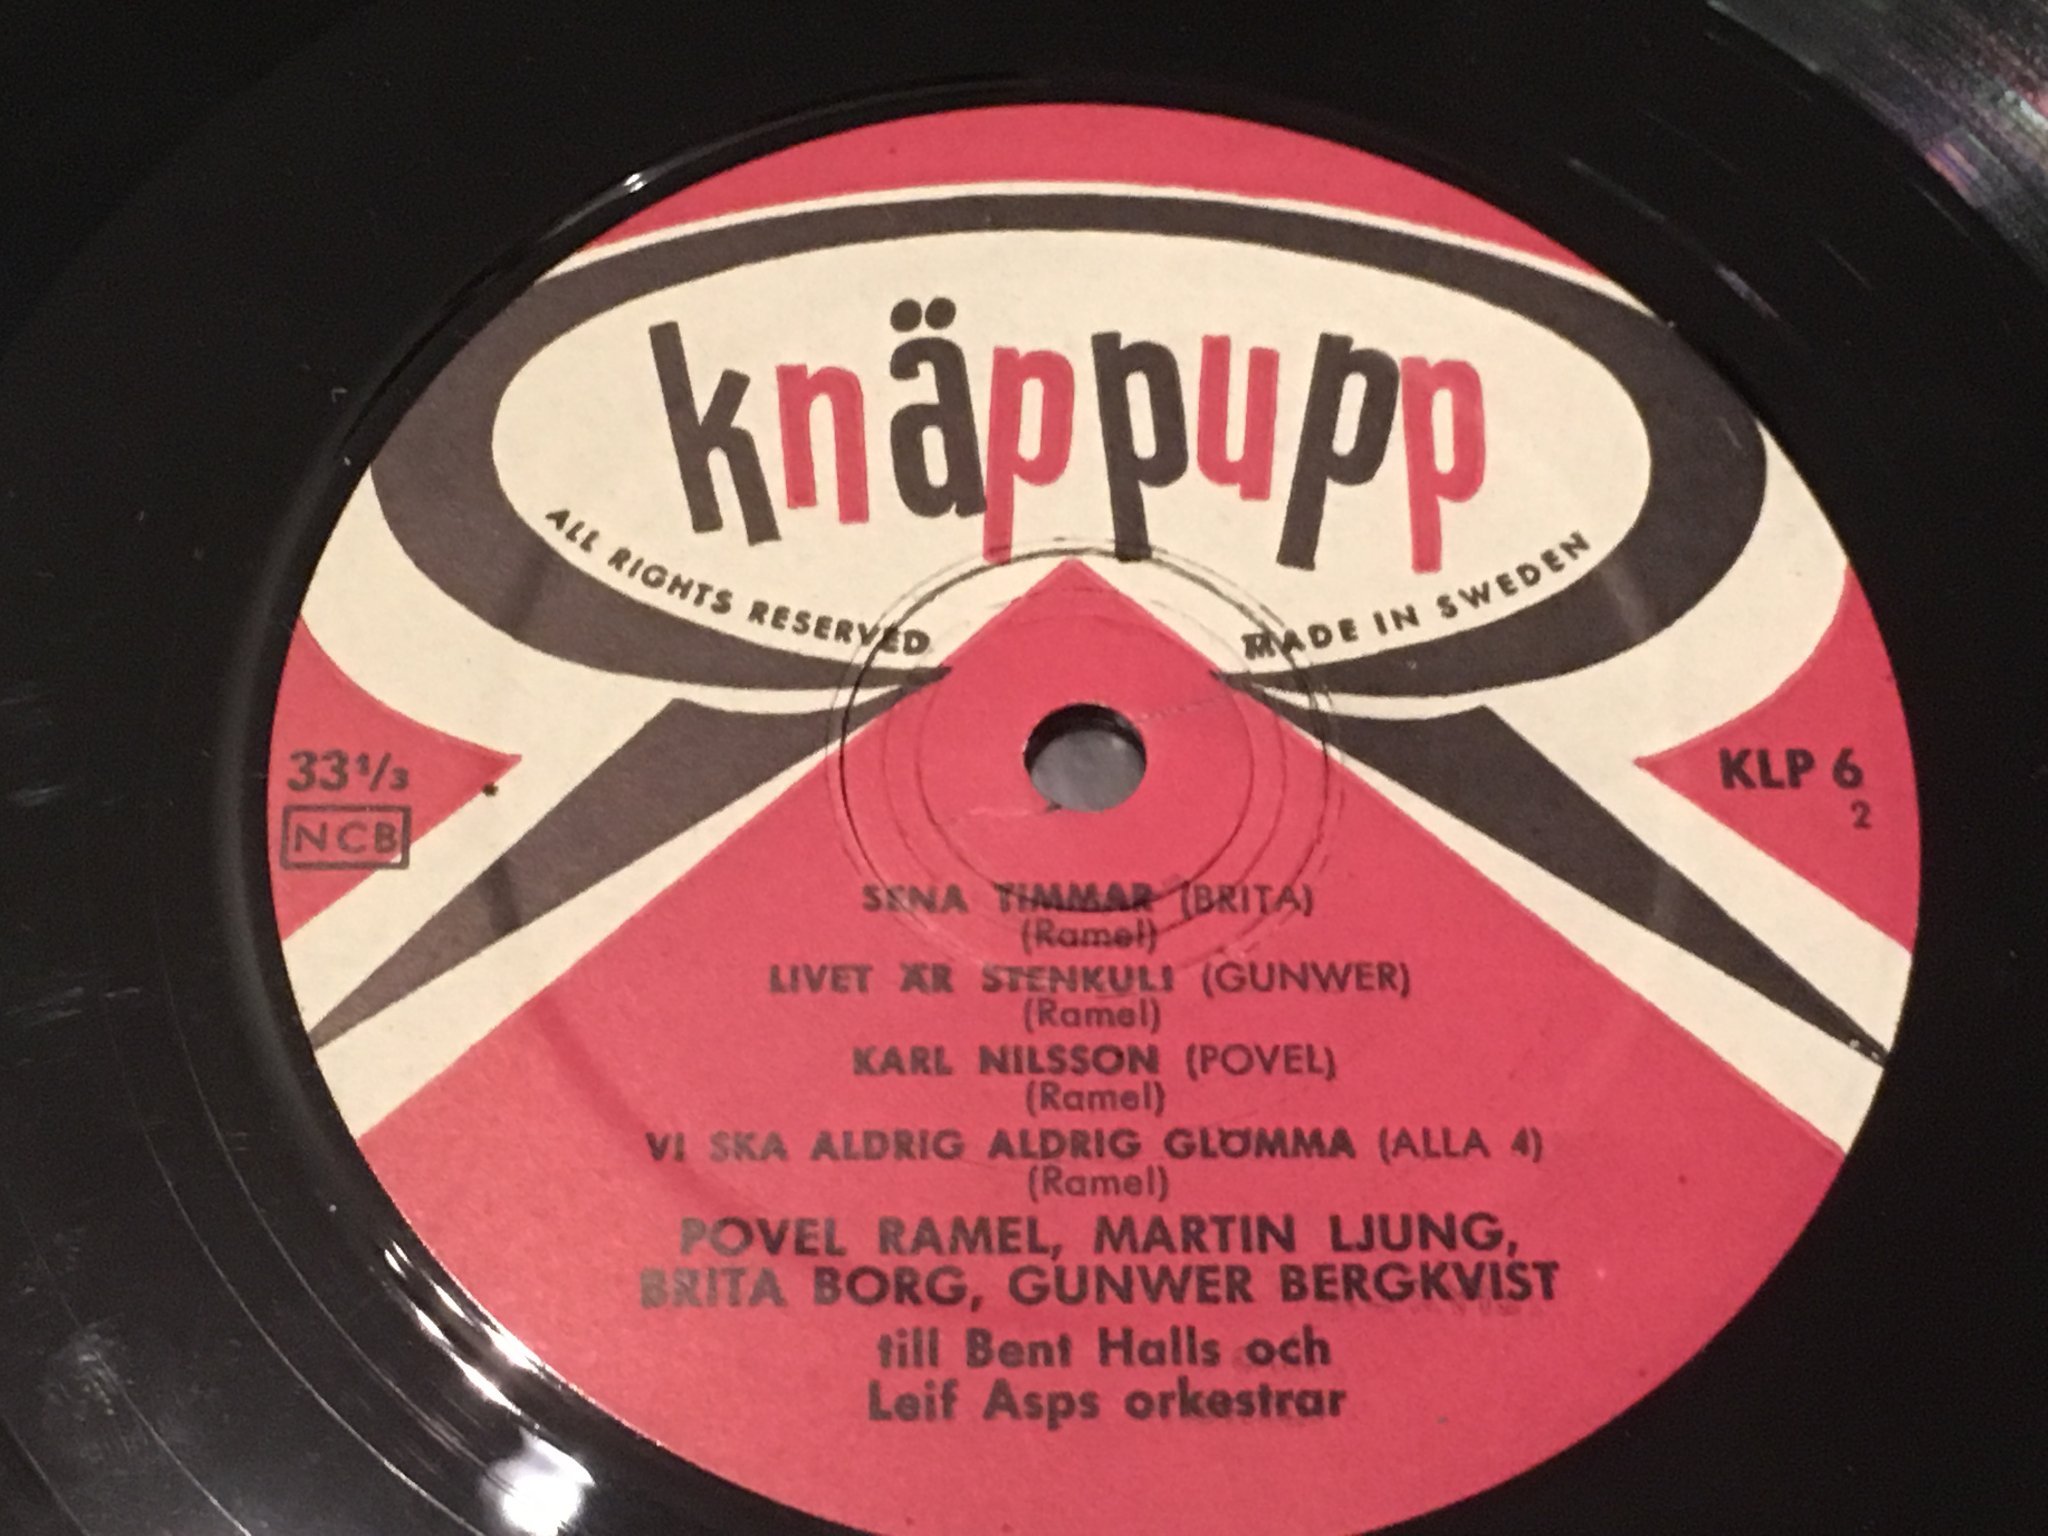 knäppupp
ALL RIGHTS RESERVED
MADE IN SWEDEN
33⅓
NCB
KLP 6
2
SENA TIMMAR (BRITA)
(Ramel)
LIVET ÄR STENKUL! (GUNWER)
(Ramel)
KARL NILSSON (POVEL)
(Ramel)
VI SKA ALDRIG ALDRIG GLÖMMA (ALLA 4)
(Ramel)
POVEL RAMEL, MARTIN LJUNG,
BRITA BORG, GUNWER BERGKVIST
till Bent Halls och
Leif Asps orkestrar